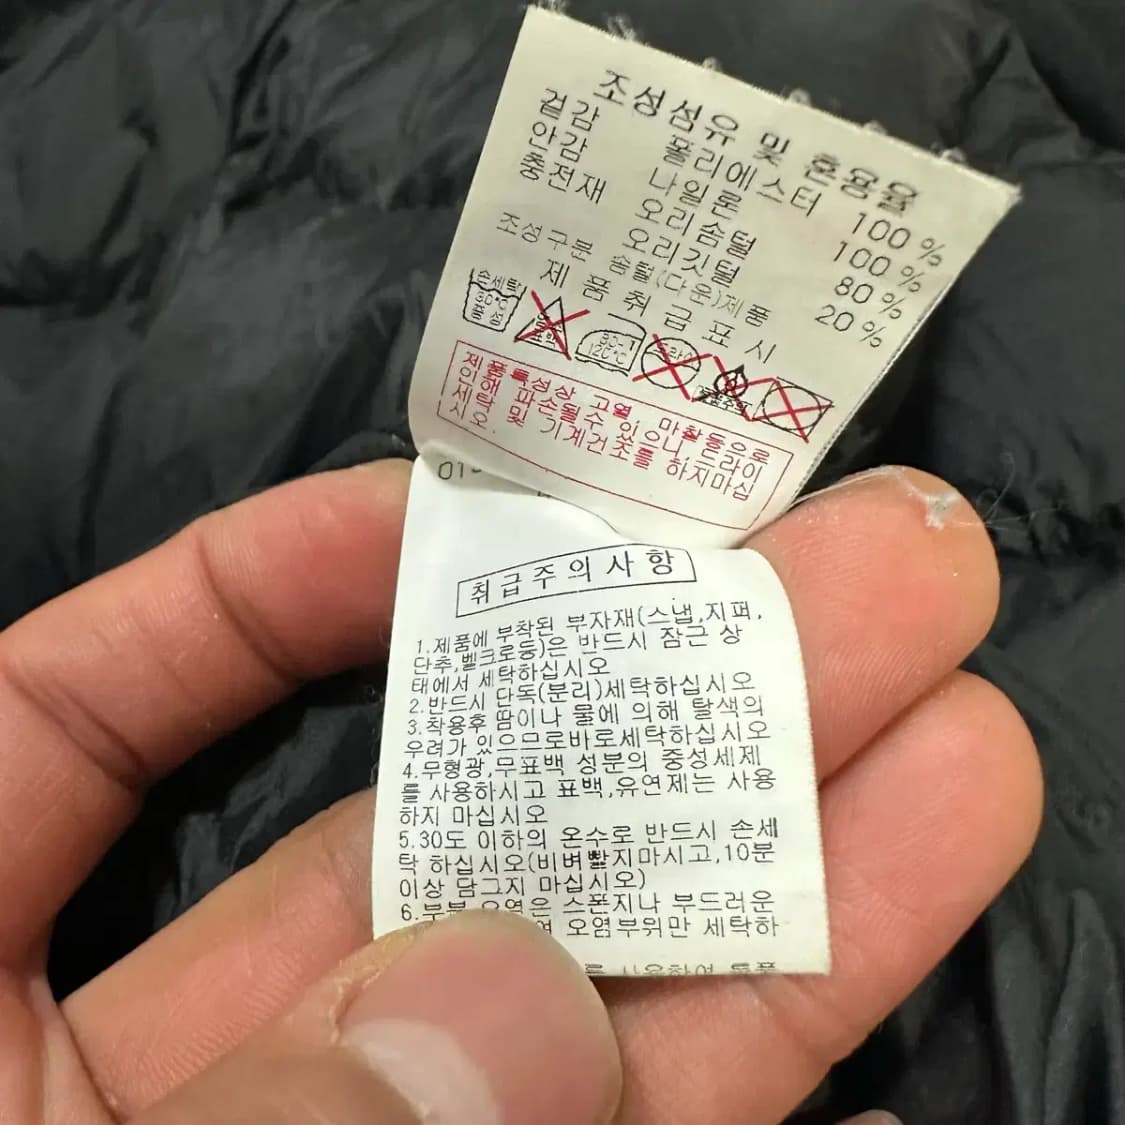 조성섬유 및 혼용율
겉감 폴리에스터 100 %
안감 나일론 100 %
충전재 오리솜털 80 %
오리깃털 20 %
조성구분 솜털(다운)제품
제 품 취 급 표 시
손세탁
30℃
중성
80-1
120℃
드라이
제품특성상 고열 마찰등으로
인해 파손될수 있으니,드라이
세탁 및 기계건조를 하지마십
시오
취급주의사항
1.제품에 부착된 부자재(스냅,지퍼,
단추,벨크로등)은 반드시 잠근 상
태에서 세탁하십시오
2.반드시 단독(분리)세탁하십시오
3.착용후 땀이나 물에 의해 탈색의
우려가 있으므로바로세탁하십시오
4.무형광,무표백 성분의 중성세제
를 사용하시고 표백,유연제는 사용
하지 마십시오
5.30도 이하의 온수로 반드시 손세
탁 하십시오(비벼빨지마시고,10분
이상 담그지 마십시오)
6.부분 오염은 스폰지나 부드러운
오염부위만 세탁하
사용하여